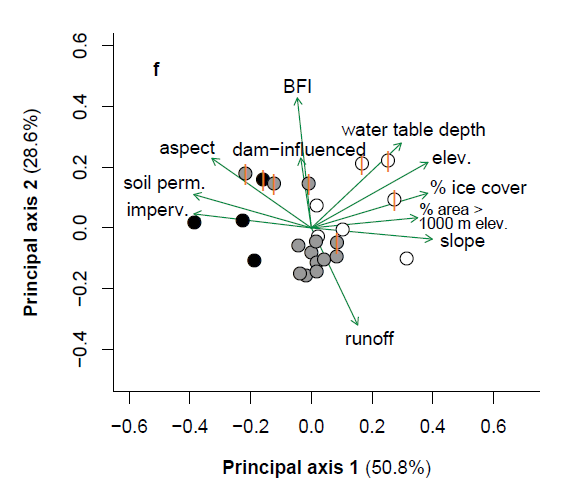 f
BFI
water table depth
aspect
dam−influenced
elev.
soil perm.
% ice cover
imperv.
% area >
1000 m elev.
slope
runoff
Principal axis 2 (28.6%)
0.6
0.4
0.2
0.0
−0.2
−0.4
−0.6 −0.4 −0.2 0.0 0.2 0.4 0.6
Principal axis 1 (50.8%)